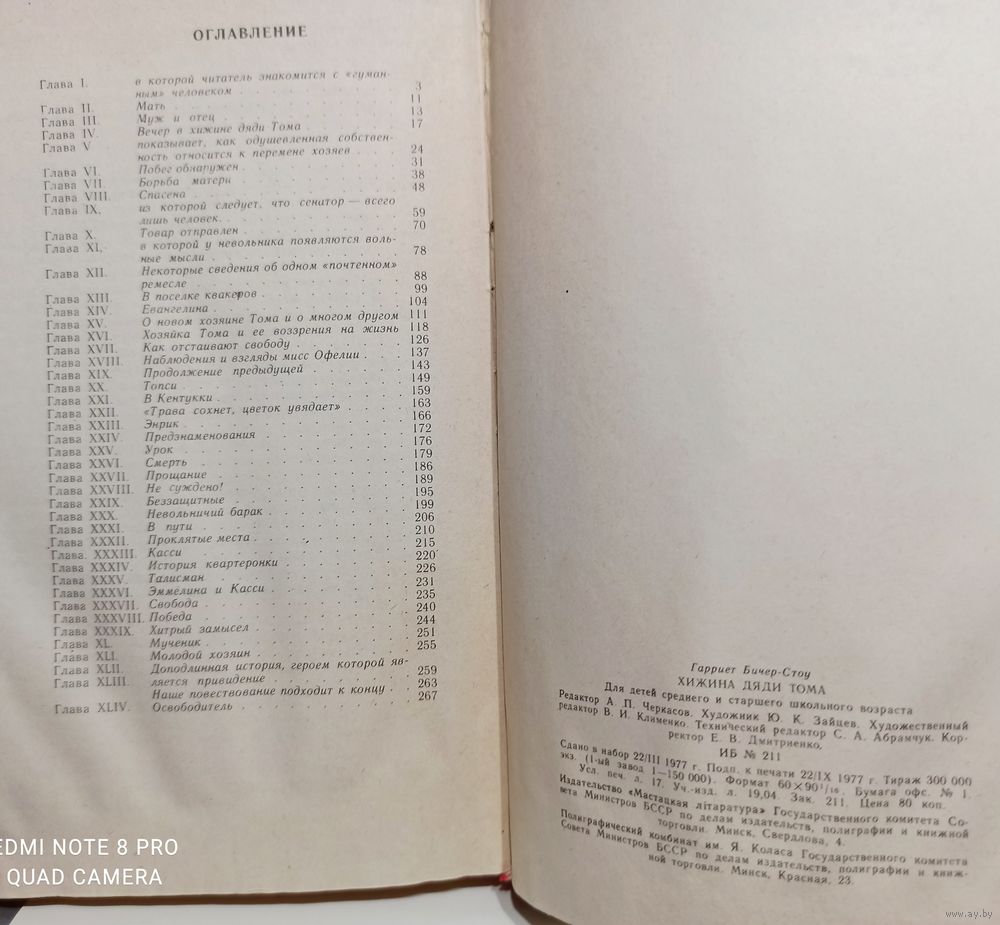 ОГЛАВЛЕНИЕ
Глава I. в которой читатель знакомится с «гуман-
ным» человеком . . . 3
Глава II. Мать . . . 11
Глава III. Муж и отец . . . 13
Глава IV. Вечер в хижине дяди Тома . . . 17
Глава V показывает, как одушевленная собствен-
ность относится к перемене хозяев . . . 24
Глава VI. Побег обнаружен . . . 31
Глава VII. Борьба матери . . . 38
Глава VIII. Спасена . . . 48
Глава IX, из которой следует, что сенатор — всего
лишь человек. . . . 59
Глава X. Товар отправлен . . . 70
Глава XI, в которой у невольника появляются воль-
ные мысли . . . 78
Глава XII. Некоторые сведения об одном «почтенном»
ремесле . . . 88
Глава XIII. В поселке квакеров . . . 99
Глава XIV. Евангелина . . . 104
Глава XV. О новом хозяине Тома и о многом другом 111
Глава XVI. Хозяйка Тома и ее воззрения на жизнь 118
Глава XVII. Как отстаивают свободу . . . 126
Глава XVIII. Наблюдения и взгляды мисс Офелии . . . 137
Глава XIX. Продолжение предыдущей . . . 143
Глава XX. Топси . . . 149
Глава XXI. В Кентукки . . . 159
Глава XXII. «Трава сохнет, цветок увядает» . . . 163
Глава XXIII. Энрик . . . 166
Глава XXIV. Предзнаменования . . . 172
Глава XXV. Урок . . . 176
Глава XXVI. Смерть . . . 179
Глава XXVII. Прощание . . . 186
Глава XXVIII. Не суждено! . . . 189
Глава XXIX. Беззащитные . . . 195
Глава XXX. Невольничий барак . . . 199
Глава XXXI. В пути . . . 206
Глава XXXII. Проклятые места . . . 210
Глава. XXXIII. Касси . . . 215
Глава XXXIV. История квартеронки . . . 220
Глава XXXV. Талисман . . . 226
Глава XXXVI. Эммелина и Касси . . . 231
Глава XXXVII. Свобода . . . 235
Глава XXXVIII. Победа . . . 240
Глава XXXIX. Хитрый замысел . . . 244
Глава XL. Мученик . . . 251
Глава XLI. Молодой хозяин . . . 255
Глава XLII. Доподлинная история, героем которой яв-
ляется привидение . . . 259
Глава XLIII. Наше повествование подходит к концу . . 263
Глава XLIV. Освободитель . . . 267
Гарриет Бичер-Стоу
ХИЖИНА ДЯДИ ТОМА
Для детей среднего и старшего школьного возраста
Редактор А. П. Черкасов. Художник Ю. К. Зайцев. Художественный
редактор В. И. Клименко. Технический редактор С. А. Абрамчук. Кор-
ректор Е. В. Дмитриенко.
ИБ № 211
Сдано в набор 22/III 1977 г. Подп. к печати 22/IX 1977 г. Тираж 300 000
экз. (1-ый завод 1—150 000). Формат 60×90 1/16. Бумага офс. № 1.
Усл. печ. л. 17. Уч.-изд. л. 19,04. Зак. 211. Цена 80 коп.
Издательство «Мастацкая літаратура» Государственного комитета Со-
вета Министров БССР по делам издательств, полиграфии и книжной
торговли. Минск, Свердлова, 4.
Полиграфический комбинат им. Я. Коласа Государственного комитета
Совета Министров БССР по делам издательств, полиграфии и книж-
ной торговли. Минск, Красная, 23.
REDMI NOTE 8 PRO
QUAD CAMERA
www.ay.by